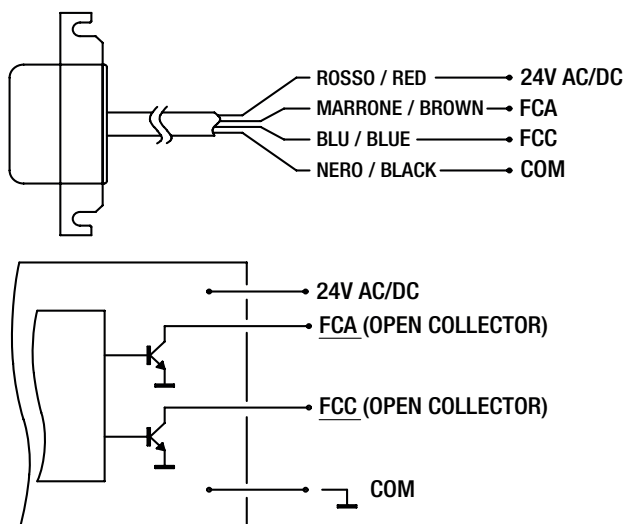 ROSSO / RED 24V AC/DC
MARRONE / BROWN FCA
BLU / BLUE FCC
NERO / BLACK COM
24V AC/DC
FCA (OPEN COLLECTOR)
FCC (OPEN COLLECTOR)
COM